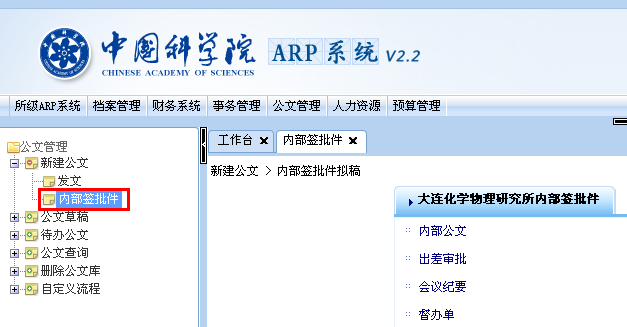 中国科学院
CHINESE ACADEMY OF SCIENCES
ARP系统 V2.2
所级ARP系统 档案管理 财务系统 事务管理 公文管理 人力资源 预算管理
公文管理
新建公文
发文
内部签批件
公文草稿
待办公文
公文查询
删除公文库
自定义流程
工作台 内部签批件
新建公文 > 内部签批件拟稿
大连化学物理研究所内部签批件
内部公文
出差审批
会议纪要
督办单